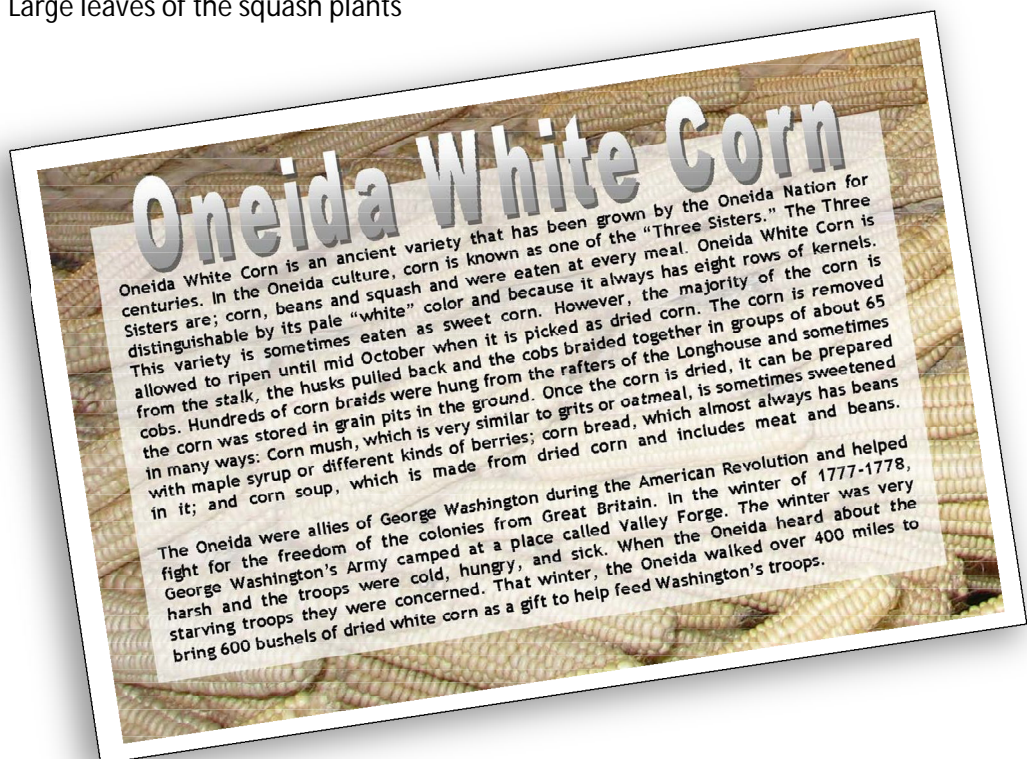 Large leaves of the squash plants
Oneida White Corn
Oneida White Corn is an ancient variety that has been grown by the Oneida Nation for
centuries. In the Oneida culture, corn is known as one of the “Three Sisters.” The Three
Sisters are; corn, beans and squash and were eaten at every meal. Oneida White Corn is
distinguishable by its pale “white” color and because it always has eight rows of kernels.
This variety is sometimes eaten as sweet corn. However, the majority of the corn is
allowed to ripen until mid October when it is picked as dried corn. The corn is removed
from the stalk, the husks pulled back and the cobs braided together in groups of about 65
cobs. Hundreds of corn braids were hung from the rafters of the Longhouse and sometimes
the corn was stored in grain pits in the ground. Once the corn is dried, it can be prepared
in many ways: Corn mush, which is very similar to grits or oatmeal, is sometimes sweetened
with maple syrup or different kinds of berries; corn bread, which almost always has beans
in it; and corn soup, which is made from dried corn and includes meat and beans.
The Oneida were allies of George Washington during the American Revolution and helped
fight for the freedom of the colonies from Great Britain. In the winter of 1777-1778,
George Washington’s Army camped at a place called Valley Forge. The winter was very
harsh and the troops were cold, hungry, and sick. When the Oneida heard about the
starving troops they were concerned. That winter, the Oneida walked over 400 miles to
bring 600 bushels of dried white corn as a gift to help feed Washington’s troops.